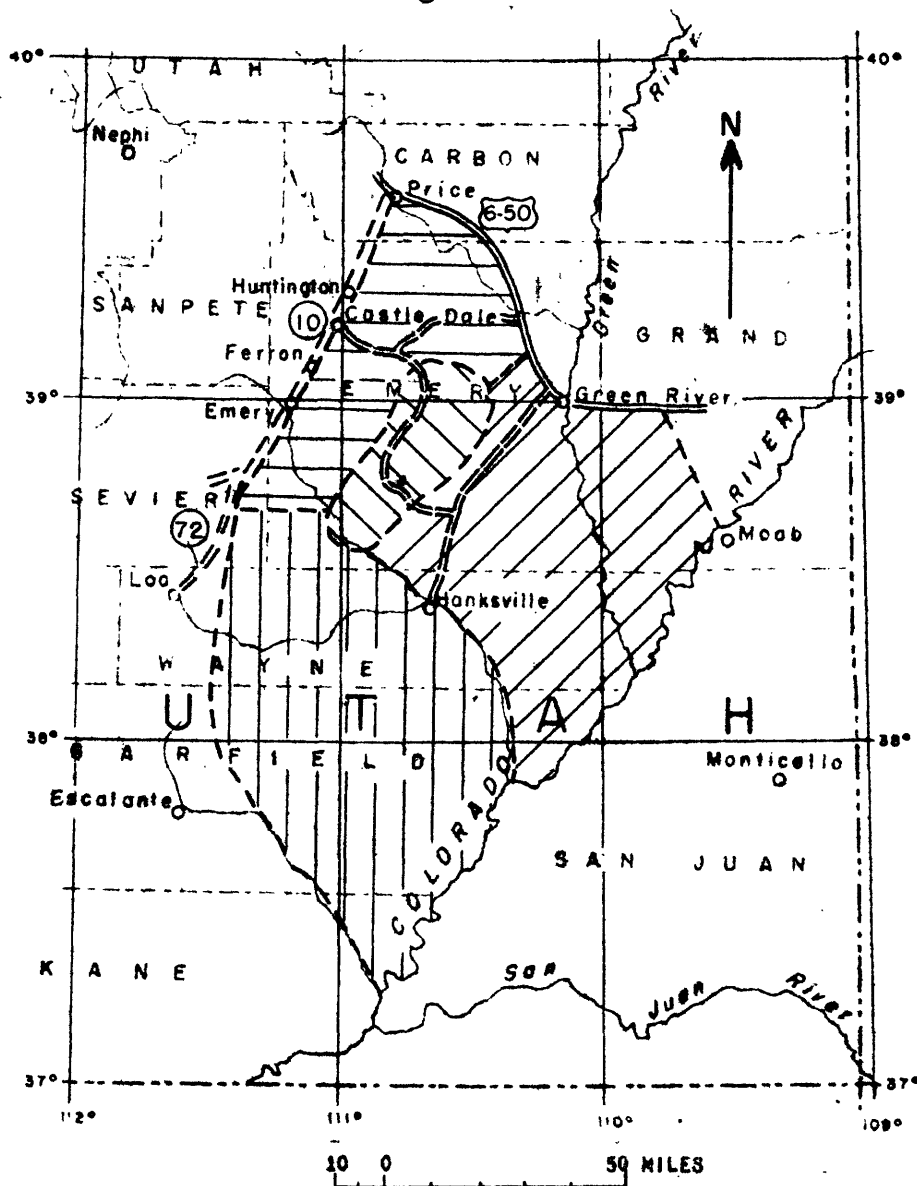 40° 40°
UTAH
Nephi
N
River
CARBON
Price
6-50
Huntington
Green
SANPETE
10
Castle Dale
GRAND
Ferron
39° EMERY Green River 39°
Emery
RIVER
SEVIER
72
Moab
Loa
Hanksville
WAYNE
UTAH
38° 38°
GARFIELD
Monticello
Escalante
COLORADO
SAN JUAN
KANE
San Juan River
37° 37°
112° 111° 110° 109°
10 0 50 MILES